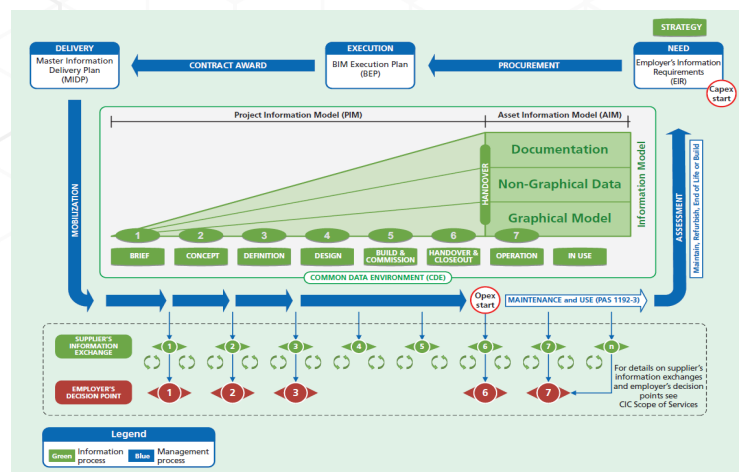 STRATEGY
DELIVERY
Master Information
Delivery Plan
(MIDP)
CONTRACT AWARD
EXECUTION
BIM Execution Plan
(BEP)
PROCUREMENT
NEED
Employer's Information
Requirements
(EIR)
Capex
start
Project Information Model (PIM)
Asset Information Model (AIM)
Documentation
Non-Graphical Data
Graphical Model
HANDOVER
Information Model
MOBILIZATION
ASSESSMENT
Maintain, Refurbish, End of Life or Build
1 2 3 4 5 6 7
BRIEF
CONCEPT
DEFINITION
DESIGN
BUILD &
COMMISSION
HANDOVER &
CLOSEOUT
OPERATION
IN USE
COMMON DATA ENVIRONMENT (CDE)
Opex
start
MAINTENANCE and USE (PAS 1192-3)
SUPPLIER'S
INFORMATION
EXCHANGE
1 2 3 4 5 6 7 n
EMPLOYER'S
DECISION POINT
1 2 3 6 7
For details on supplier's
information exchanges
and employer's decision
points see
CIC Scope of Services
Legend
Green Information
process
Blue Management
process